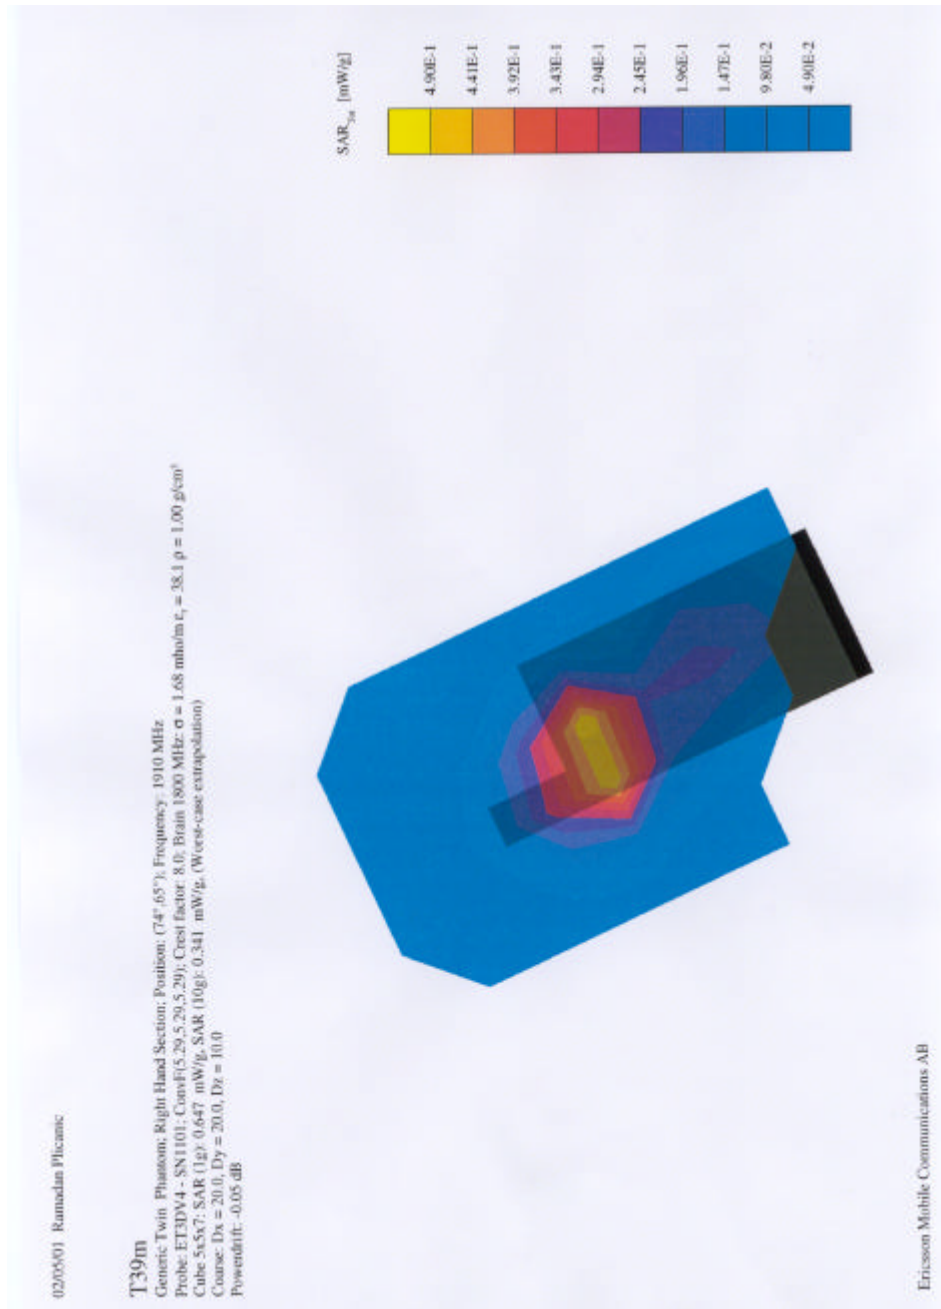 02/05/01 Ramadan Plicanic
T39m
Generic Twin Phantom; Right Hand Section; Position: (74°,65°); Frequency: 1910 MHz
Probe: ET3DV4 - SN1101; ConvF(5.29,5.29,5.29); Crest factor: 8.0; Brain 1800 MHz: σ = 1.68 mho/m εr = 38.1 ρ = 1.00 g/cm³
Cube 5x5x7: SAR (1g): 0.647 mW/g, SAR (10g): 0.341 mW/g, (Worst-case extrapolation)
Coarse: Dx = 20.0, Dy = 20.0, Dz = 10.0
Powerdrift: -0.05 dB
SAR [mW/g]
4.90E-1
4.41E-1
3.92E-1
3.43E-1
2.94E-1
2.45E-1
1.96E-1
1.47E-1
9.80E-2
4.90E-2
Ericsson Mobile Communications AB